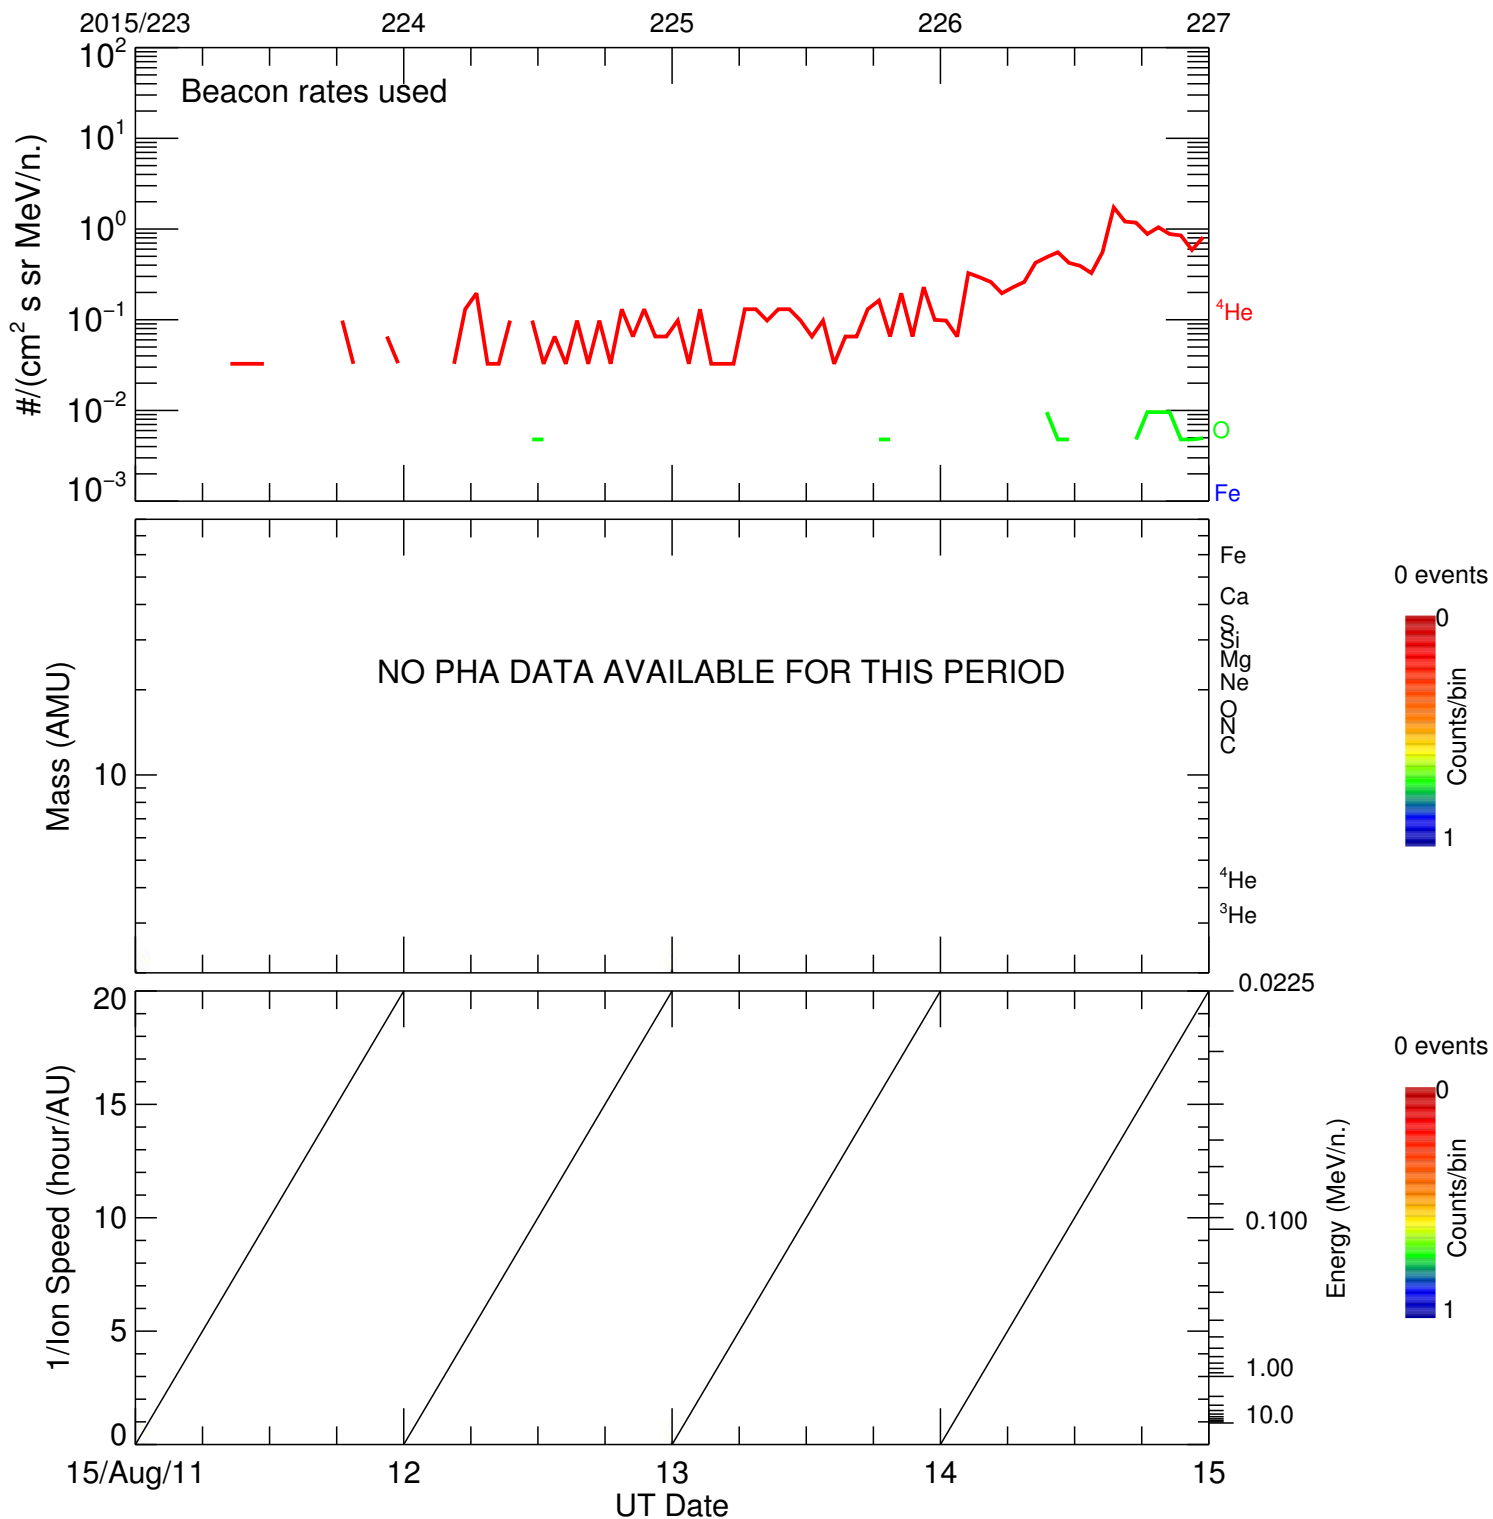 2015/223 224 225 226 227
Beacon rates used
#/(cm² s sr MeV/n.)
10²
10¹
10⁰
10⁻¹
10⁻²
10⁻³
⁴He
O
Fe
NO PHA DATA AVAILABLE FOR THIS PERIOD
Mass (AMU)
10
Fe
Ca
S
Si
Mg
Ne
O
N
C
⁴He
³He
0 events
0
Counts/bin
1
1/Ion Speed (hour/AU)
20
15
10
5
0
0.0225
0.100
1.00
10.0
Energy (MeV/n.)
0 events
0
Counts/bin
1
15/Aug/11 12 13 14 15
UT Date